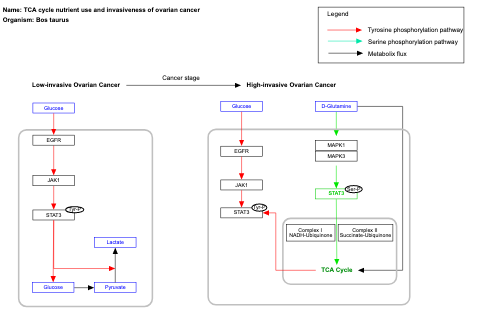 Name: TCA cycle nutrient use and invasiveness of ovarian cancer
Organism: Bos taurus
Legend
Tyrosine phosphorylation pathway
Serine phosphorylation pathway
Metabolix flux
Cancer stage
Low-invasive Ovarian Cancer
High-invasive Ovarian Cancer
Glucose
EGFR
JAK1
STAT3
Tyr-P
Lactate
Glucose
Pyruvate
Glucose
D-Glutamine
EGFR
JAK1
STAT3
Tyr-P
MAPK1
MAPK3
STAT3
Ser-P
Complex I
NADH-Ubiquinone
Complex II
Succinate-Ubiquinone
TCA Cycle